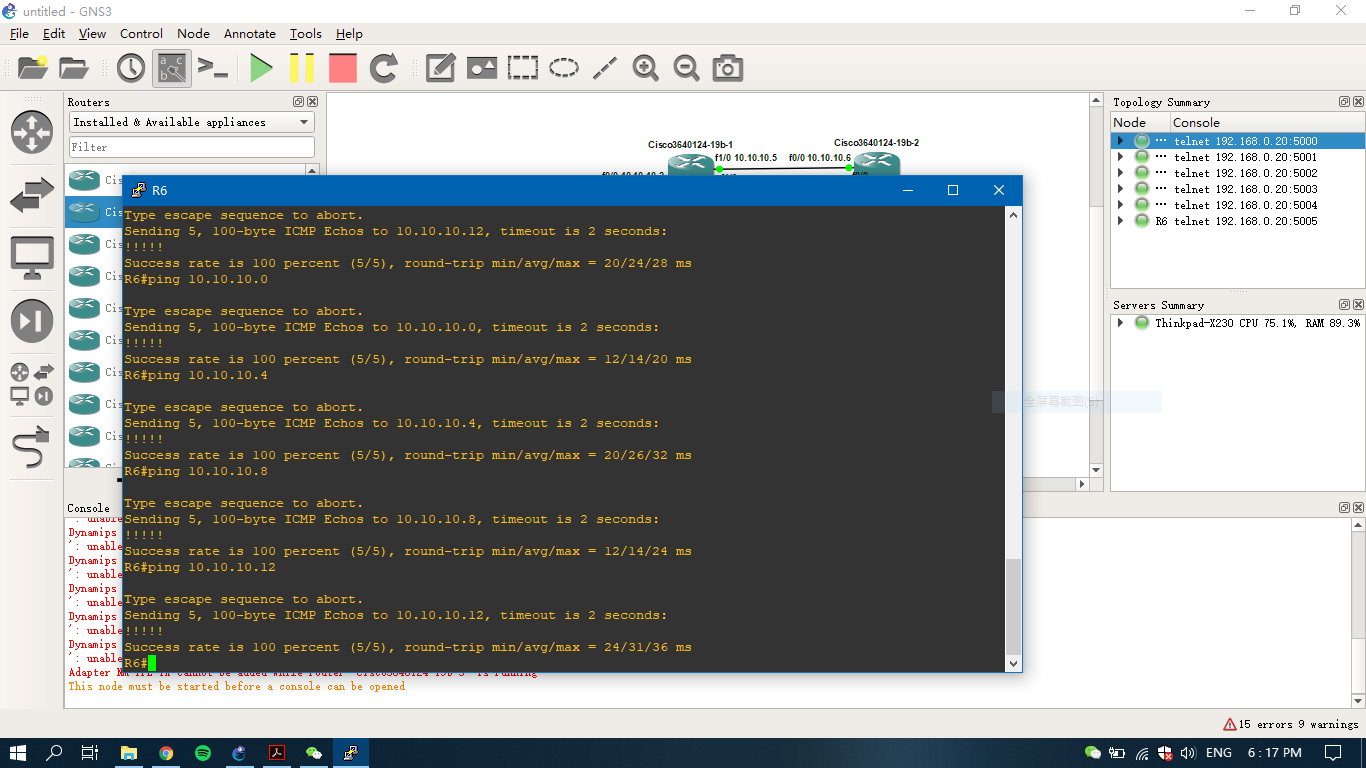 untitled - GNS3
File Edit View Control Node Annotate Tools Help
Routers
Installed & Available appliances
Filter
Cis
Cis
Cis
Cis
Cis
Cis
Cis
Cis
Cis
Cisco3640124-19b-1
Cisco3640124-19b-2
f1/0 10.10.10.5
f0/0 10.10.10.6
Topology Summary
Node Console
telnet 192.168.0.20:5000
telnet 192.168.0.20:5001
telnet 192.168.0.20:5002
telnet 192.168.0.20:5003
telnet 192.168.0.20:5004
R6 telnet 192.168.0.20:5005
Servers Summary
Thinkpad-X230 CPU 75.1%, RAM 89.3%
全屏幕截图(S)
R6
Type escape sequence to abort.
Sending 5, 100-byte ICMP Echos to 10.10.10.12, timeout is 2 seconds:
!!!!!
Success rate is 100 percent (5/5), round-trip min/avg/max = 20/24/28 ms
R6#ping 10.10.10.0
Type escape sequence to abort.
Sending 5, 100-byte ICMP Echos to 10.10.10.0, timeout is 2 seconds:
!!!!!
Success rate is 100 percent (5/5), round-trip min/avg/max = 12/14/20 ms
R6#ping 10.10.10.4
Type escape sequence to abort.
Sending 5, 100-byte ICMP Echos to 10.10.10.4, timeout is 2 seconds:
!!!!!
Success rate is 100 percent (5/5), round-trip min/avg/max = 20/26/32 ms
R6#ping 10.10.10.8
Type escape sequence to abort.
Sending 5, 100-byte ICMP Echos to 10.10.10.8, timeout is 2 seconds:
!!!!!
Success rate is 100 percent (5/5), round-trip min/avg/max = 12/14/24 ms
R6#ping 10.10.10.12
Type escape sequence to abort.
Sending 5, 100-byte ICMP Echos to 10.10.10.12, timeout is 2 seconds:
!!!!!
Success rate is 100 percent (5/5), round-trip min/avg/max = 24/31/36 ms
R6#
Console
': unable
Dynamips
': unable
Dynamips
': unable
Dynamips
': unable
Dynamips
': unable
Dynamips
': unable
Adapter NM-1FE-TX cannot be added while router 'Cisco3640124-19b-3' is running
This node must be started before a console can be opened
15 errors 9 warnings
ENG 6:17 PM